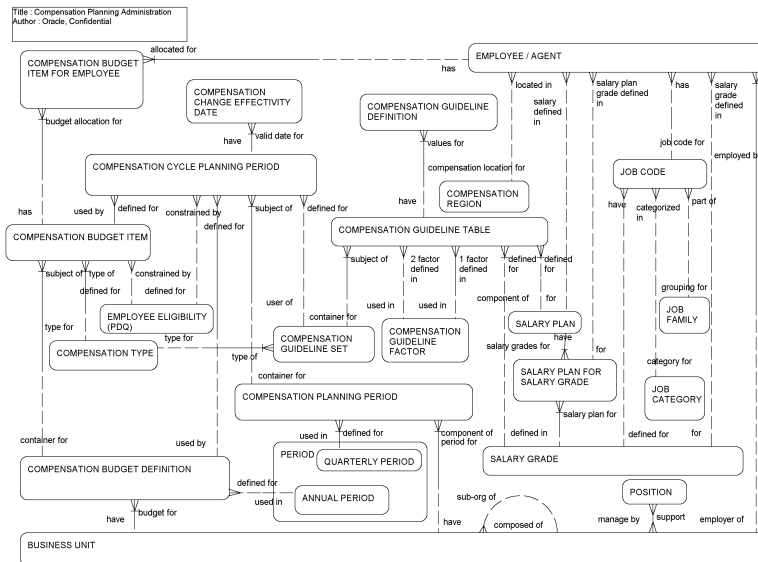 Title : Compensation Planning Administration
Author : Oracle, Confidential
allocated for
COMPENSATION BUDGET
ITEM FOR EMPLOYEE
EMPLOYEE / AGENT
has
COMPENSATION
CHANGE EFFECTIVITY
DATE
COMPENSATION GUIDELINE
DEFINITION
located in
salary
defined
in
salary plan
grade defined
in
has
salary
grade
defined
in
budget allocation for
have
valid date for
values for
job code for
employed b
compensation location for
COMPENSATION CYCLE PLANNING PERIOD
COMPENSATION
REGION
JOB CODE
has
used by
defined for
constrained by
defined for
subject of
defined for
have
have
categorized
in
part of
COMPENSATION BUDGET ITEM
COMPENSATION GUIDELINE TABLE
subject of
type of
constrained by
defined for
defined for
subject of
2 factor
defined
in
1 factor
defined
in
defined
for
defined
for
user of
container for
used in
used in
component of
for
grouping for
EMPLOYEE ELIGIBILITY
(PDQ)
JOB
FAMILY
type for
type for
COMPENSATION
GUIDELINE SET
COMPENSATION
GUIDELINE
FACTOR
SALARY PLAN
have
salary grades for
for
COMPENSATION TYPE
type of
container for
SALARY PLAN FOR
SALARY GRADE
category for
JOB
CATEGORY
COMPENSATION PLANNING PERIOD
salary plan for
container for
used by
used in
defined for
component of
period for
defined in
defined for
for
PERIOD
QUARTERLY PERIOD
SALARY GRADE
COMPENSATION BUDGET DEFINITION
defined for
used in
ANNUAL PERIOD
POSITION
sub-org of
have
budget for
have
composed of
manage by
support
employer of
BUSINESS UNIT